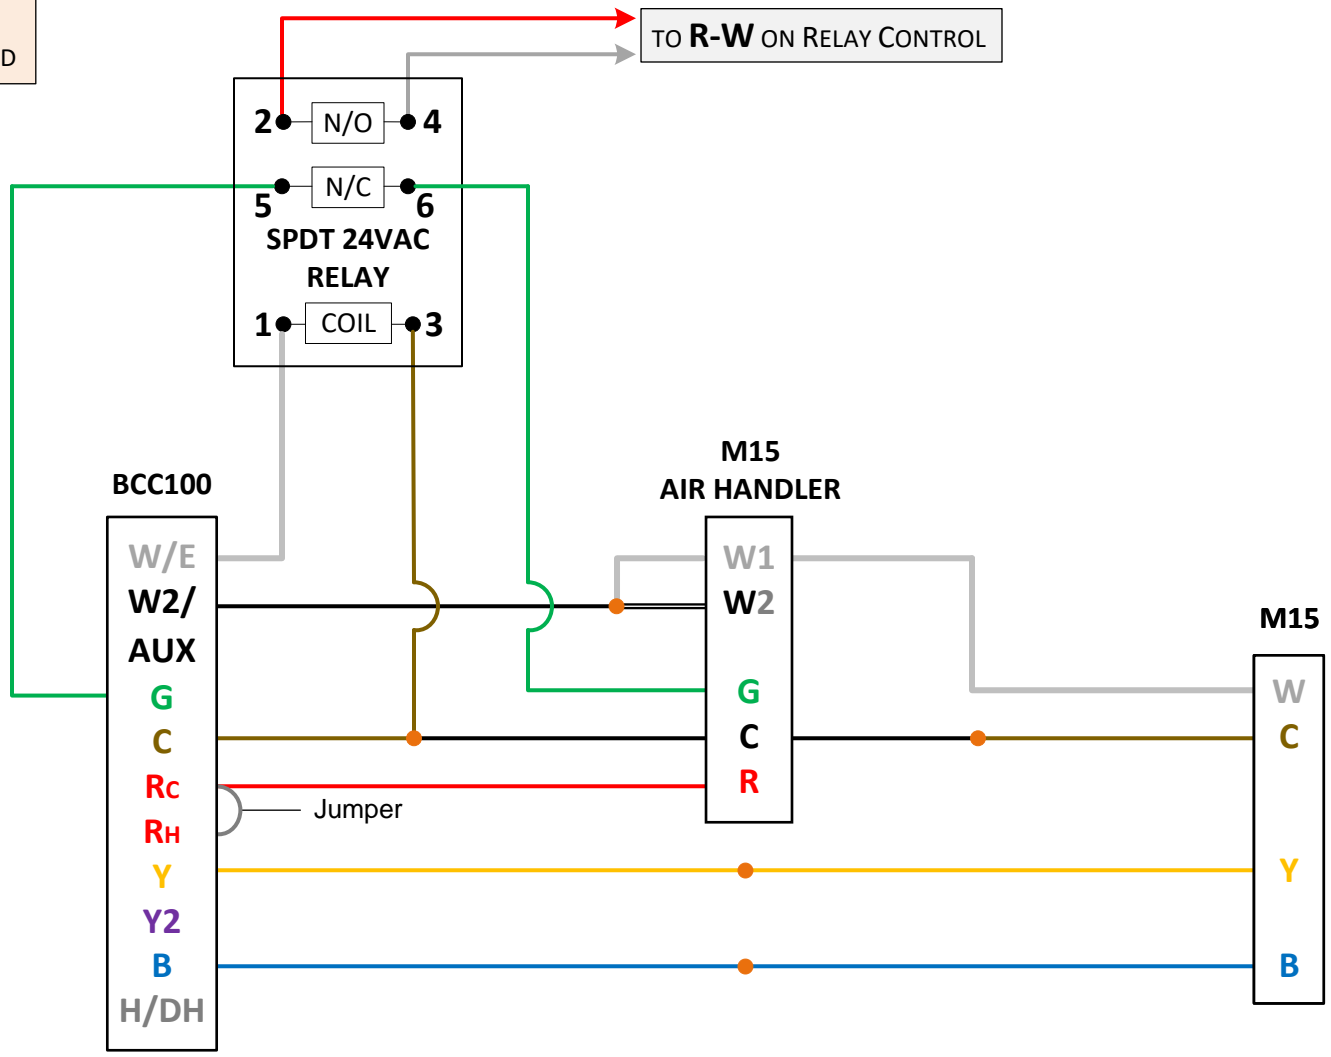 D
TO R-W ON RELAY CONTROL
2 N/O 4
N/C
5 6
SPDT 24VAC
RELAY
1 COIL 3
BCC100
W/E
W2/
AUX
G
C
RC
RH
Y
Y2
B
H/DH
Jumper
M15
AIR HANDLER
W1
W2
G
C
R
M15
W
C
Y
B